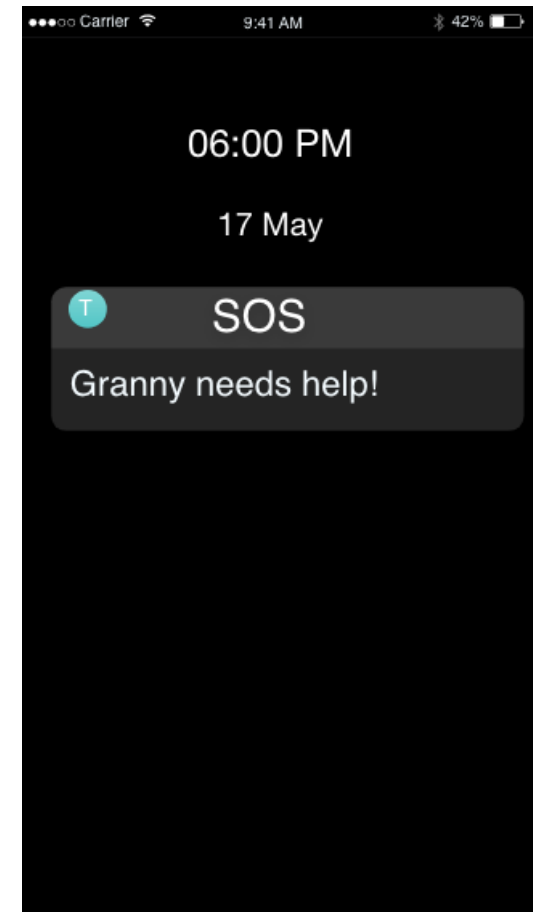 Carrier 9:41 AM 42%
06:00 PM
17 May
T SOS
Granny needs help!